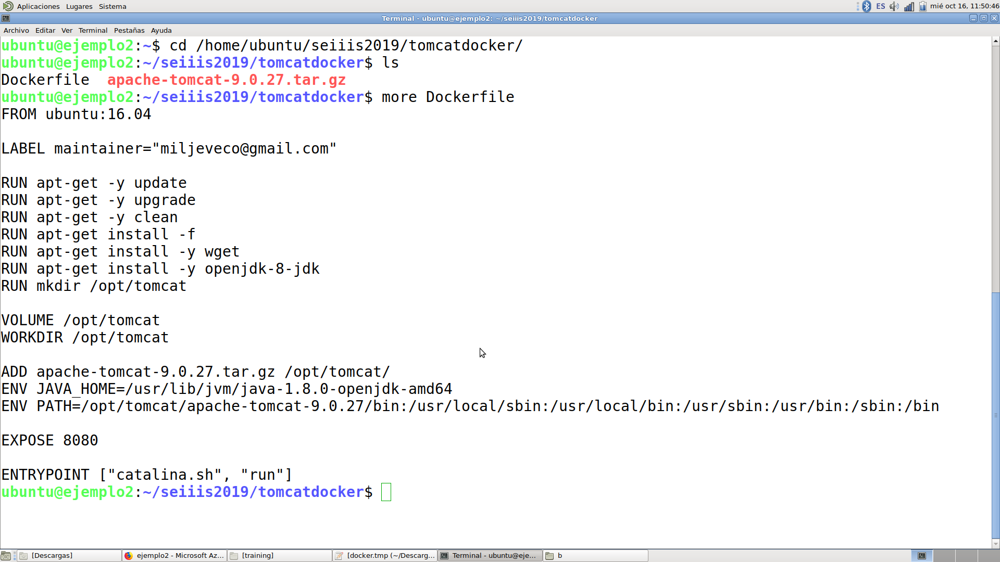 Aplicaciones Lugares Sistema ES mié oct 16, 11:50:46
Terminal - ubuntu@ejemplo2: ~/seiiis2019/tomcatdocker
Archivo Editar Ver Terminal Pestañas Ayuda
ubuntu@ejemplo2:~$ cd /home/ubuntu/seiiis2019/tomcatdocker/
ubuntu@ejemplo2:~/seiiis2019/tomcatdocker$ ls
Dockerfile  apache-tomcat-9.0.27.tar.gz
ubuntu@ejemplo2:~/seiiis2019/tomcatdocker$ more Dockerfile
FROM ubuntu:16.04
LABEL maintainer="miljeveco@gmail.com"
RUN apt-get -y update
RUN apt-get -y upgrade
RUN apt-get -y clean
RUN apt-get install -f
RUN apt-get install -y wget
RUN apt-get install -y openjdk-8-jdk
RUN mkdir /opt/tomcat
VOLUME /opt/tomcat
WORKDIR /opt/tomcat
ADD apache-tomcat-9.0.27.tar.gz /opt/tomcat/
ENV JAVA_HOME=/usr/lib/jvm/java-1.8.0-openjdk-amd64
ENV PATH=/opt/tomcat/apache-tomcat-9.0.27/bin:/usr/local/sbin:/usr/local/bin:/usr/sbin:/usr/bin:/sbin:/bin
EXPOSE 8080
ENTRYPOINT ["catalina.sh", "run"]
ubuntu@ejemplo2:~/seiiis2019/tomcatdocker$
[Descargas] ejemplo2 - Microsoft Az... [training] [docker.tmp (~/Descarg... Terminal - ubuntu@eje... b